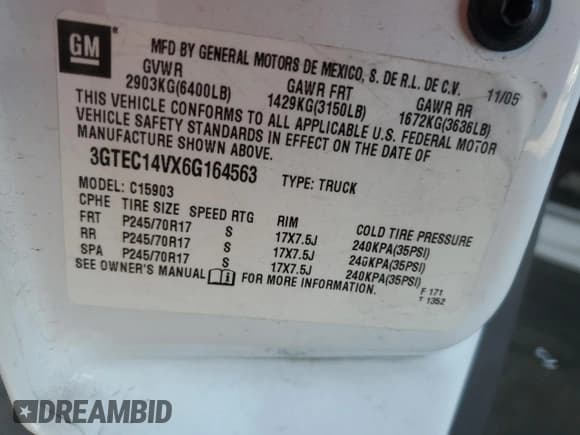 GM
MFD BY GENERAL MOTORS DE MEXICO, S. DE R.L. DE C.V.
GVWR GAWR FRT GAWR RR 11/05
2903KG(6400LB) 1429KG(3150LB) 1672KG(3636LB)
THIS VEHICLE CONFORMS TO ALL APPLICABLE U.S. FEDERAL MOTOR
VEHICLE SAFETY STANDARDS IN EFFECT ON THE DATE OF
MANUFACTURE SHOWN ABOVE.
3GTEC14VX6G164563 TYPE: TRUCK
MODEL: C15903
CPHE TIRE SIZE SPEED RTG RIM COLD TIRE PRESSURE
FRT P245/70R17 S 17X7.5J 240KPA(35PSI)
RR P245/70R17 S 17X7.5J 240KPA(35PSI)
SPA P245/70R17 S 17X7.5J 240KPA(35PSI)
SEE OWNER'S MANUAL FOR MORE INFORMATION.
F 171
T 1352
DREAMBID